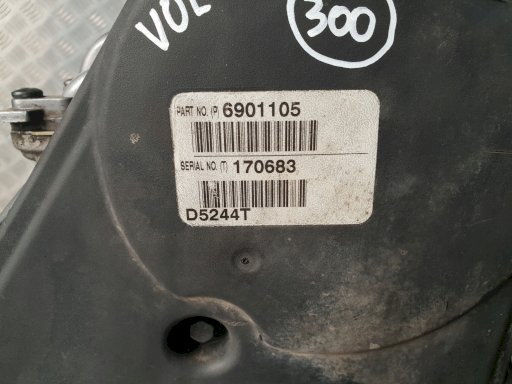 VOL
300
PART NO. (P) 6901105
SERIAL NO. (T) 170683
D5244T